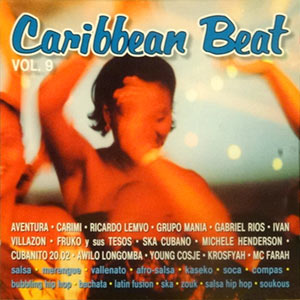 Caribbean Beat
VOL. 9
AVENTURA · CARIMI · RICARDO LEMVO · GRUPO MANIA · GABRIEL RIOS · IVAN
VILLAZON · FRUKO y sus TESOS · SKA CUBANO · MICHELE HENDERSON ·
CUBANITO 20.02 · AWILO LONGOMBA · YOUNG COSJE · KROSFYAH · MC FARAH
salsa · merengue · vallenato · afro-salsa · kaseko · soca · compas ·
bubbling hip hop · bachata · latin fusion · ska · zouk · salsa hip hop · soukous